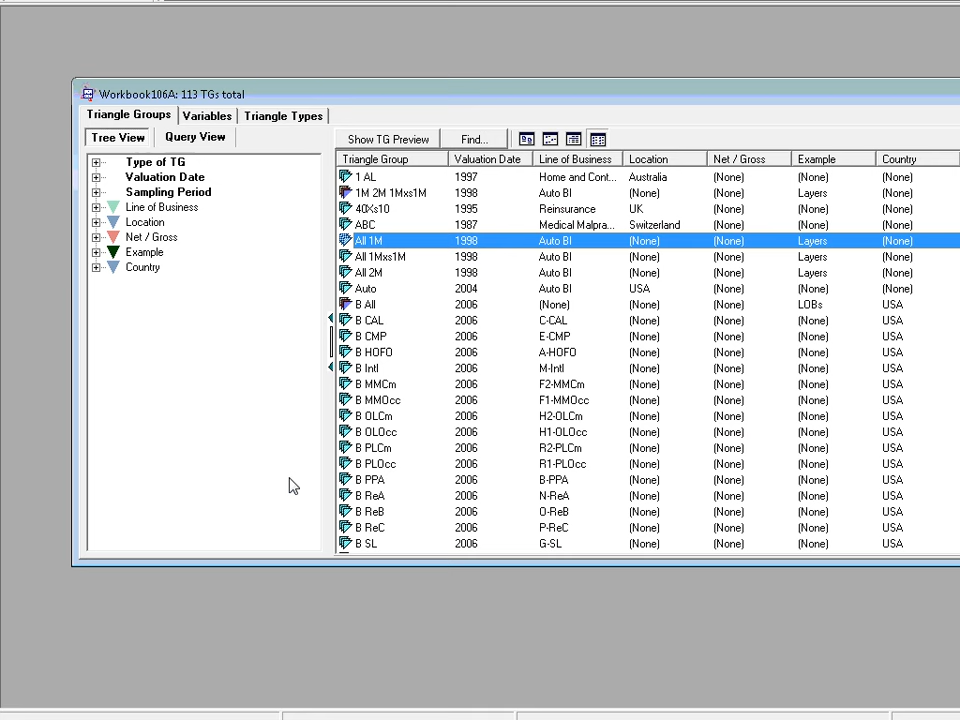 Workbook106A: 113 TGs total
Triangle Groups Variables Triangle Types
Tree View Query View Show TG Preview Find...
Triangle Group Valuation Date Line of Business Location Net / Gross Example Country
Type of TG
Valuation Date
Sampling Period
Line of Business
Location
Net / Gross
Example
Country
1 AL 1997 Home and Cont... Australia (None) (None) (None)
1M 2M 1Mxs1M 1998 Auto BI (None) (None) Layers (None)
40Xs10 1995 Reinsurance UK (None) (None) (None)
ABC 1987 Medical Malpra... Switzerland (None) (None) (None)
All 1M 1998 Auto BI (None) (None) Layers (None)
All 1Mxs1M 1998 Auto BI (None) (None) Layers (None)
All 2M 1998 Auto BI (None) (None) Layers (None)
Auto 2004 Auto BI USA (None) (None) (None)
B All 2006 (None) (None) (None) LOBs USA
B CAL 2006 C-CAL (None) (None) (None) USA
B CMP 2006 E-CMP (None) (None) (None) USA
B HOFO 2006 A-HOFO (None) (None) (None) USA
B Intl 2006 M-Intl (None) (None) (None) USA
B MMCm 2006 F2-MMCm (None) (None) (None) USA
B MMOcc 2006 F1-MMOcc (None) (None) (None) USA
B OLCm 2006 H2-OLCm (None) (None) (None) USA
B OLOcc 2006 H1-OLOcc (None) (None) (None) USA
B PLCm 2006 R2-PLCm (None) (None) (None) USA
B PLOcc 2006 R1-PLOcc (None) (None) (None) USA
B PPA 2006 B-PPA (None) (None) (None) USA
B ReA 2006 N-ReA (None) (None) (None) USA
B ReB 2006 O-ReB (None) (None) (None) USA
B ReC 2006 P-ReC (None) (None) (None) USA
B SL 2006 G-SL (None) (None) (None) USA